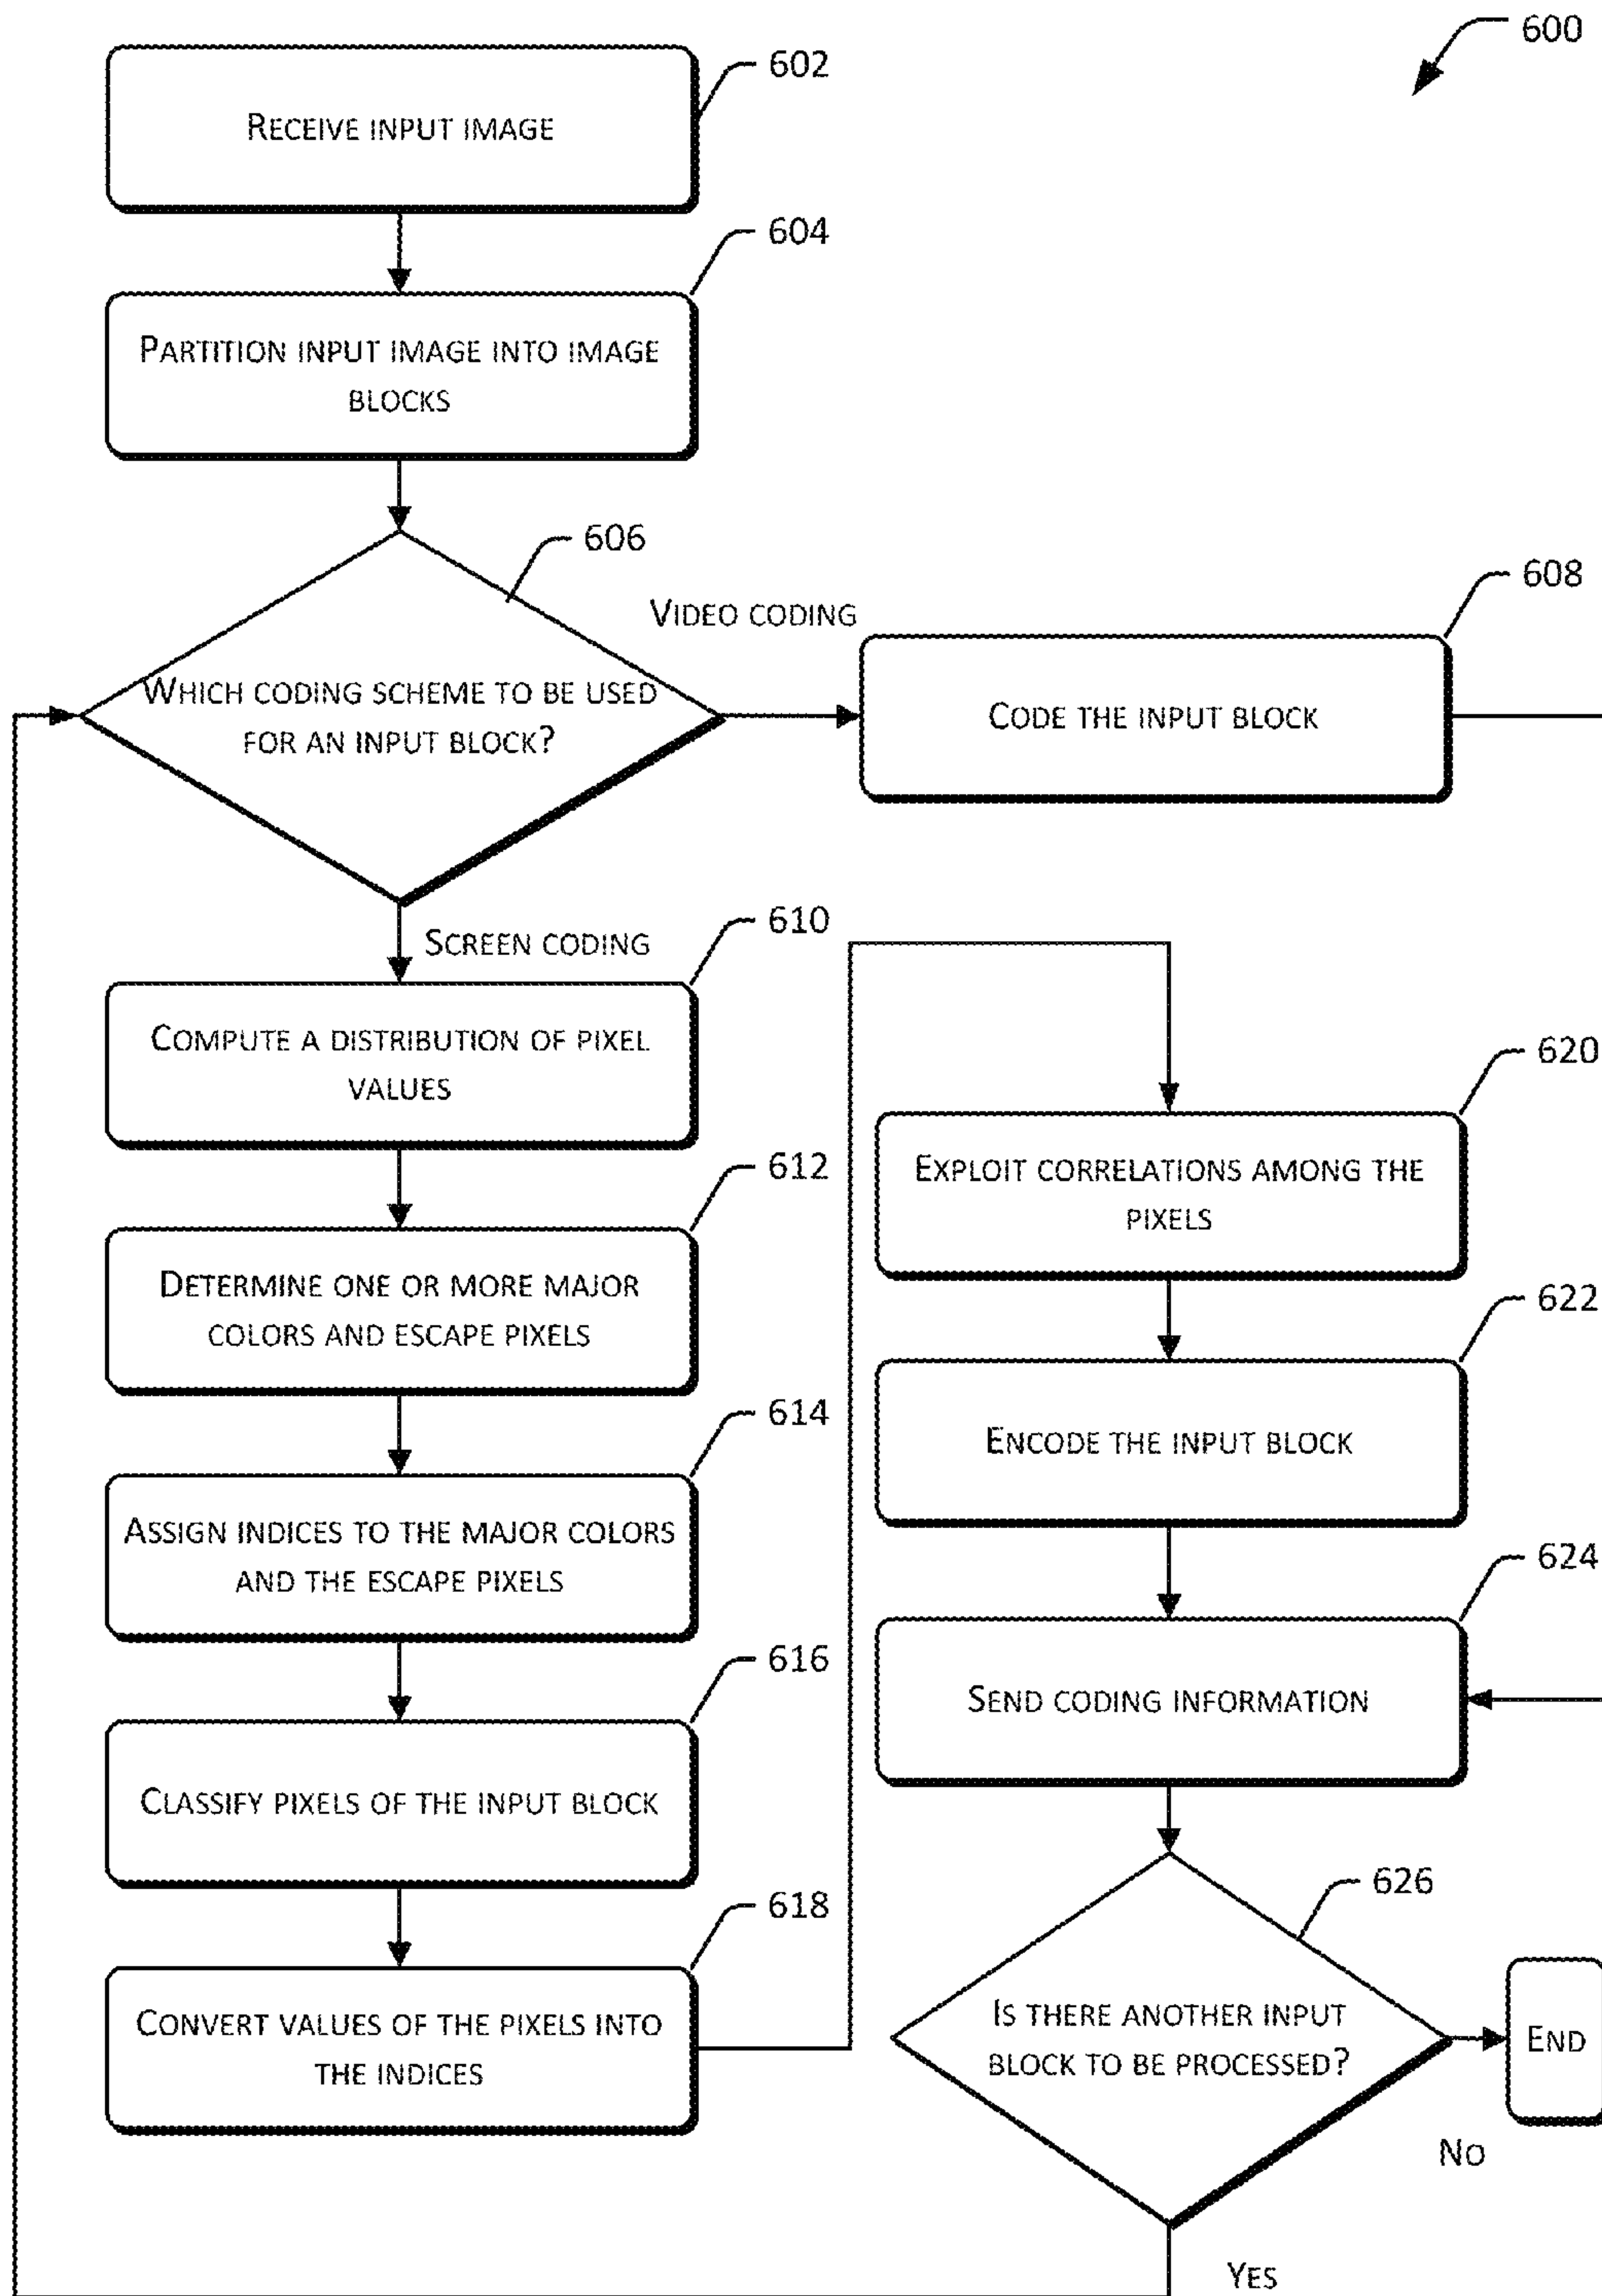 600
602
RECEIVE INPUT IMAGE
604
PARTITION INPUT IMAGE INTO IMAGE
BLOCKS
606
VIDEO CODING
608
WHICH CODING SCHEME TO BE USED
FOR AN INPUT BLOCK?
CODE THE INPUT BLOCK
SCREEN CODING
610
COMPUTE A DISTRIBUTION OF PIXEL
VALUES
612
DETERMINE ONE OR MORE MAJOR
COLORS AND ESCAPE PIXELS
614
ASSIGN INDICES TO THE MAJOR COLORS
AND THE ESCAPE PIXELS
616
CLASSIFY PIXELS OF THE INPUT BLOCK
618
CONVERT VALUES OF THE PIXELS INTO
THE INDICES
620
EXPLOIT CORRELATIONS AMONG THE
PIXELS
622
ENCODE THE INPUT BLOCK
624
SEND CODING INFORMATION
626
IS THERE ANOTHER INPUT
BLOCK TO BE PROCESSED?
END
NO
YES